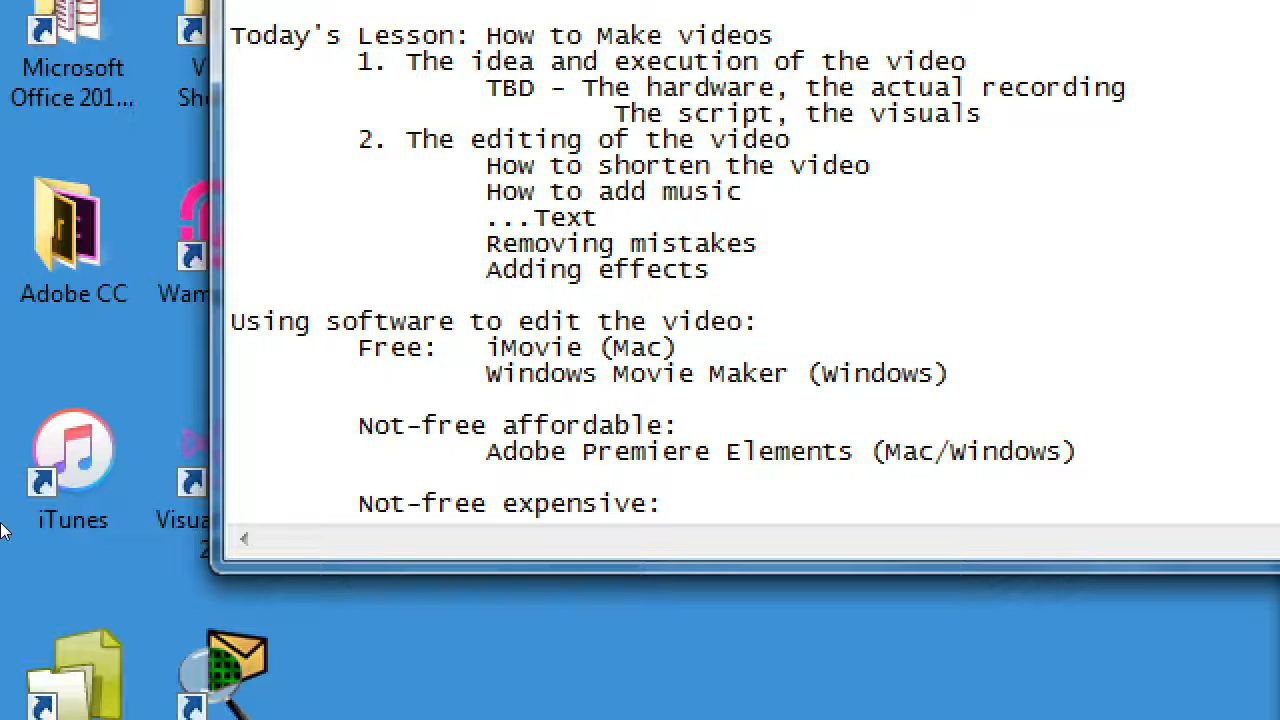 Today's Lesson: How to Make videos
1. The idea and execution of the video
TBD - The hardware, the actual recording
The script, the visuals
2. The editing of the video
How to shorten the video
How to add music
...Text
Removing mistakes
Adding effects
Using software to edit the video:
Free: iMovie (Mac)
Windows Movie Maker (Windows)
Not-free affordable:
Adobe Premiere Elements (Mac/Windows)
Not-free expensive:
Microsoft
Office 201...
Adobe CC
iTunes